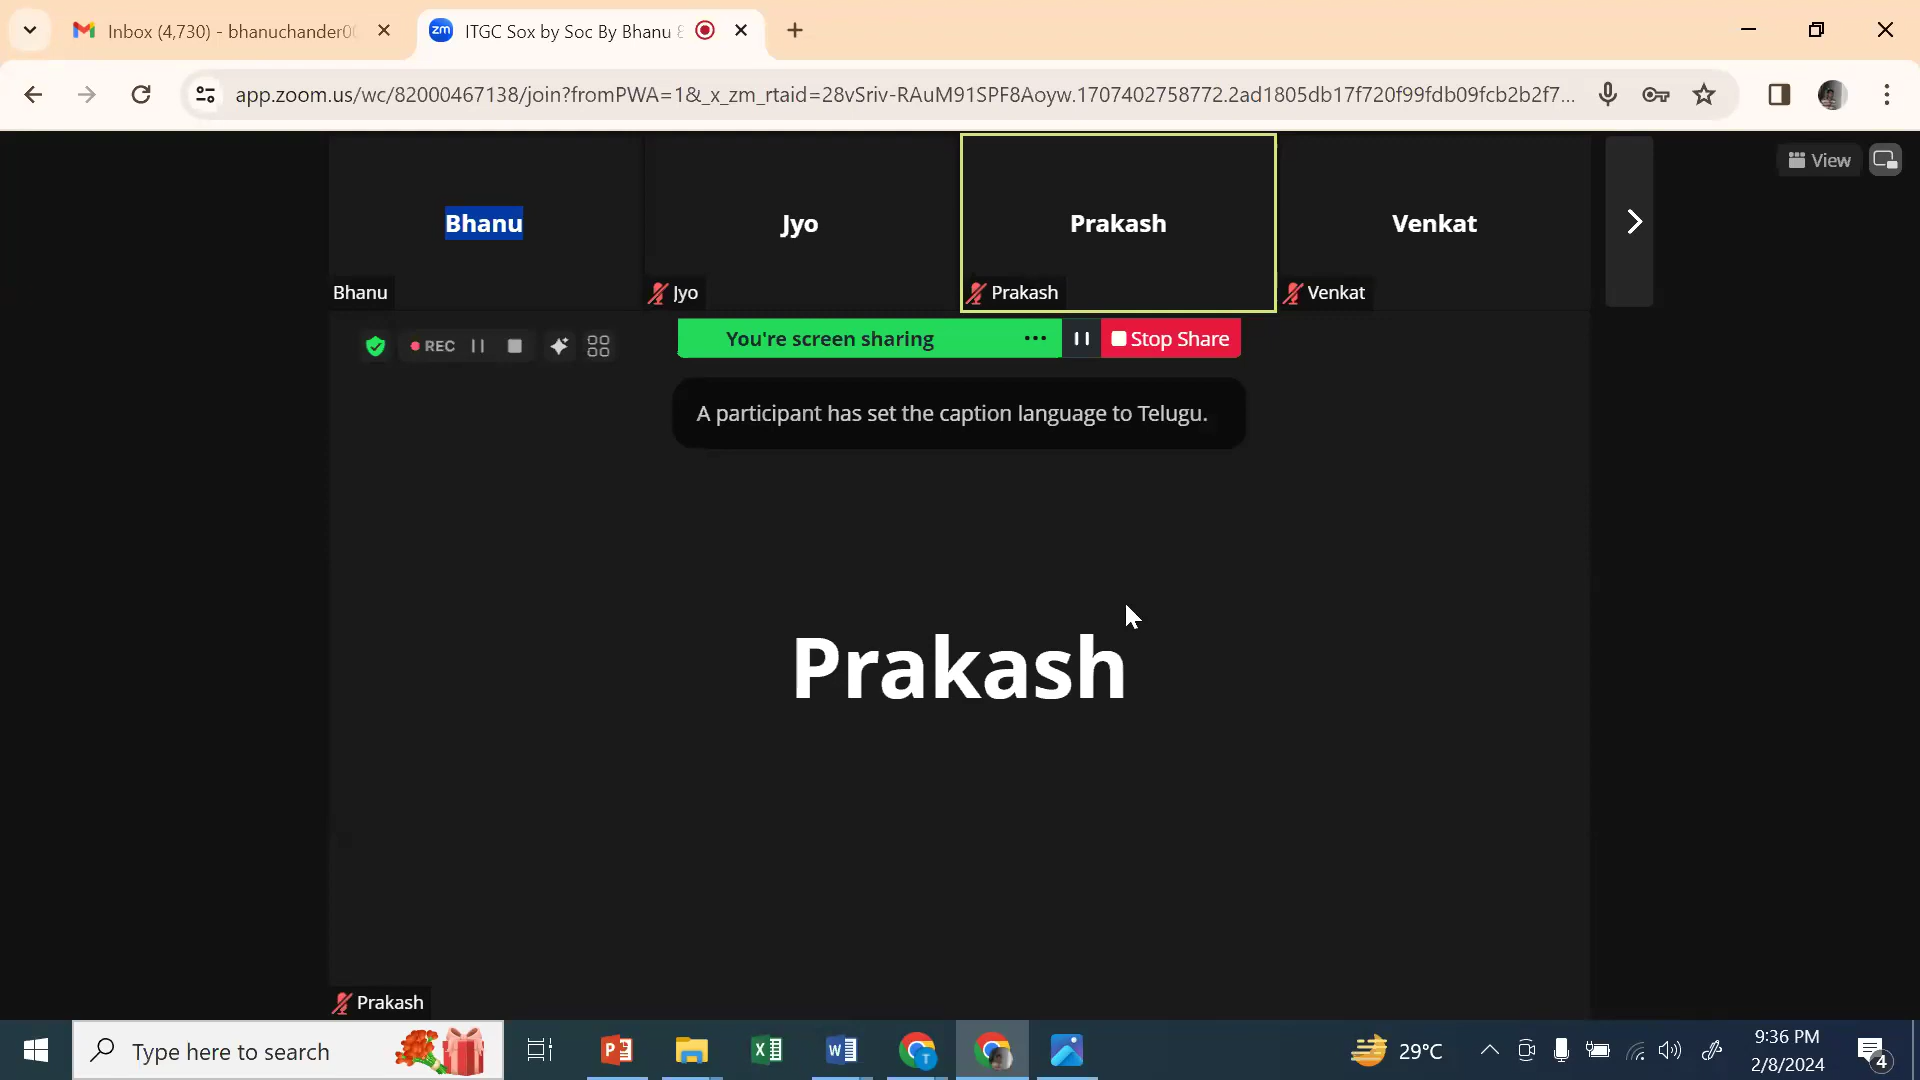 Inbox (4,730) - bhanuchander00
ITGC Sox by Soc By Bhanu 8
app.zoom.us/wc/82000467138/join?fromPWA=1&_x_zm_rtaid=28vSriv-RAuM91SPF8Aoyw.1707402758772.2ad1805db17f720f99fdb09fcb2b2f7...
View
Bhanu
Jyo
Prakash
Venkat
Bhanu
Jyo
Prakash
Venkat
REC
You're screen sharing
Stop Share
A participant has set the caption language to Telugu.
Prakash
Prakash
Type here to search
29°C
9:36 PM
2/8/2024
4